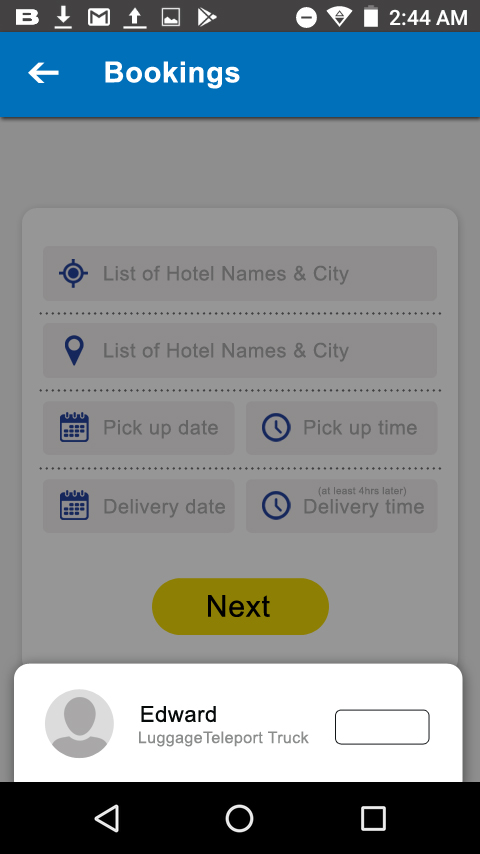 2:44 AM
Bookings
List of Hotel Names & City
List of Hotel Names & City
Pick up date
Pick up time
Delivery date
(at least 4hrs later)
Delivery time
Next
Edward
LuggageTeleport Truck